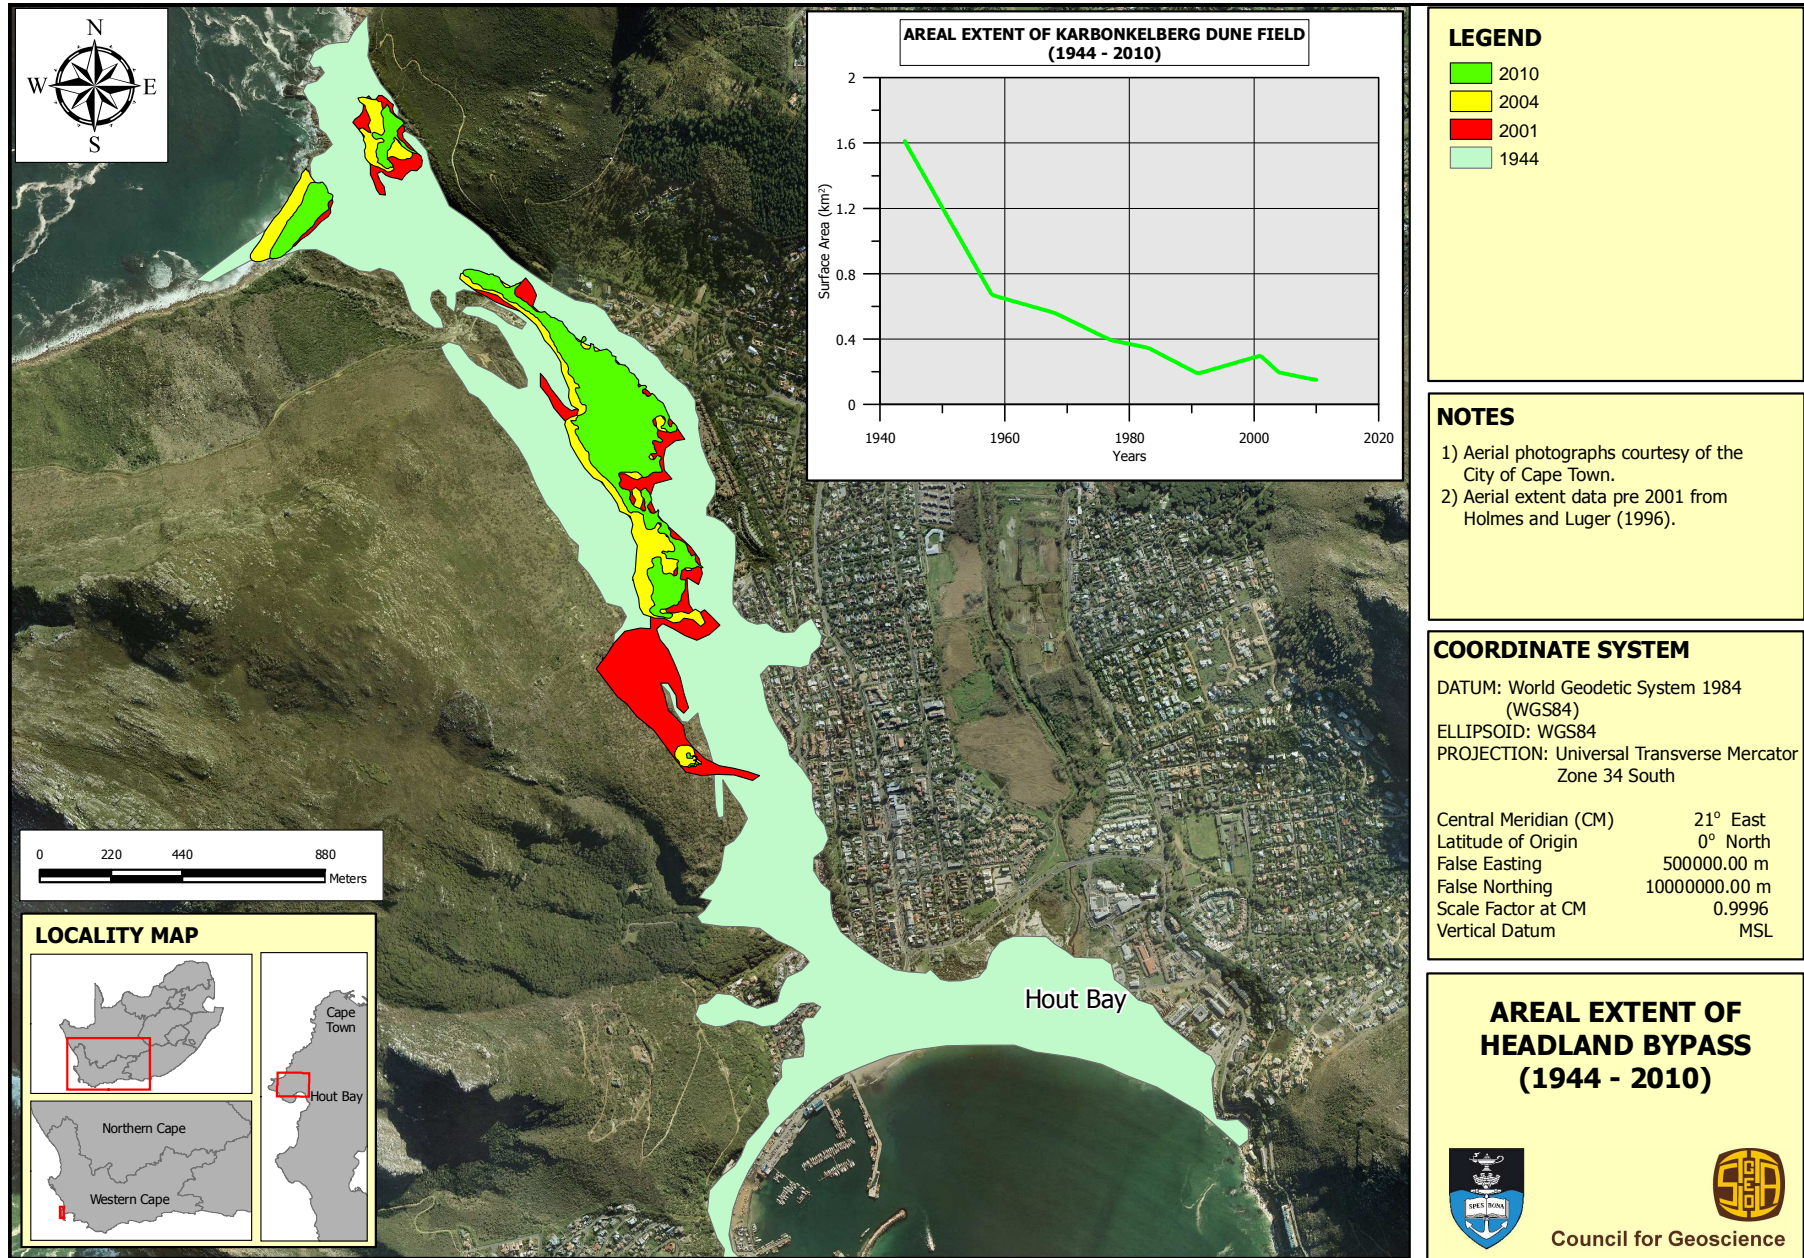 N
W
E
S
AREAL EXTENT OF KARBONKELBERG DUNE FIELD
(1944 - 2010)
2
1.6
1.2
0.8
0.4
0
Surface Area (km²)
1940
1960
1980
2000
2020
Years
LEGEND
2010
2004
2001
1944
NOTES
1) Aerial photographs courtesy of the
City of Cape Town.
2) Aerial extent data pre 2001 from
Holmes and Luger (1996).
COORDINATE SYSTEM
DATUM: World Geodetic System 1984
(WGS84)
ELLIPSOID: WGS84
PROJECTION: Universal Transverse Mercator
Zone 34 South
Central Meridian (CM) 21° East
Latitude of Origin 0° North
False Easting 500000.00 m
False Northing 10000000.00 m
Scale Factor at CM 0.9996
Vertical Datum MSL
Hout Bay
0 220 440 880
Meters
LOCALITY MAP
Cape
Town
Hout Bay
Northern Cape
Western Cape
AREAL EXTENT OF
HEADLAND BYPASS
(1944 - 2010)
SPES BONA
Council for Geoscience